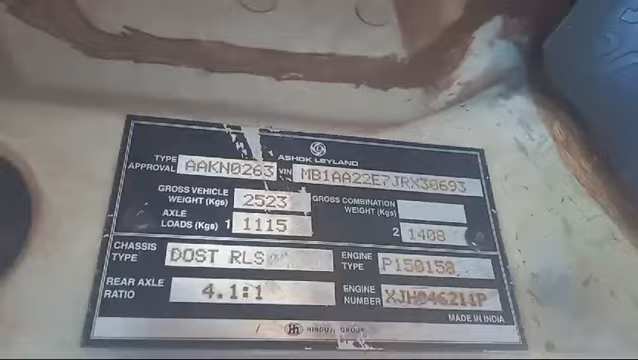 ASHOK LEYLAND
TYPE APPROVAL AAKN0263 VIN MB1AA22E7JRX30693
GROSS VEHICLE WEIGHT (Kgs) 2523 GROSS COMBINATION WEIGHT (Kgs)
AXLE LOADS (Kgs) 1 1115 2 1408
CHASSIS TYPE DOST RLS ENGINE TYPE P15015B
REAR AXLE RATIO 4.1:1 ENGINE NUMBER XJH046211P
MADE IN INDIA
HINDUJA GROUP